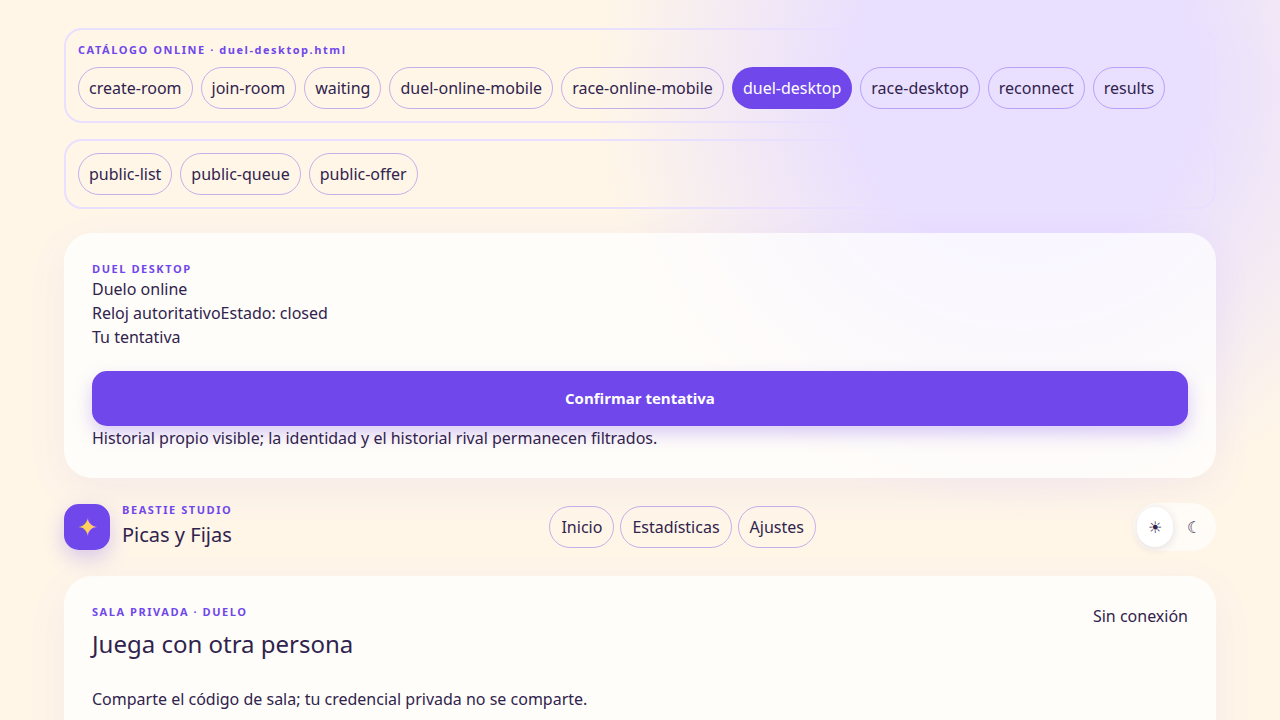 CATÁLOGO ONLINE · duel-desktop.html
create-room join-room waiting duel-online-mobile race-online-mobile duel-desktop race-desktop reconnect results
public-list public-queue public-offer
DUEL DESKTOP
Duelo online
Reloj autoritativoEstado: closed
Tu tentativa
Confirmar tentativa
Historial propio visible; la identidad y el historial rival permanecen filtrados.
BEASTIE STUDIO
Picas y Fijas
Inicio Estadísticas Ajustes
SALA PRIVADA · DUELO
Sin conexión
Juega con otra persona
Comparte el código de sala; tu credencial privada no se comparte.